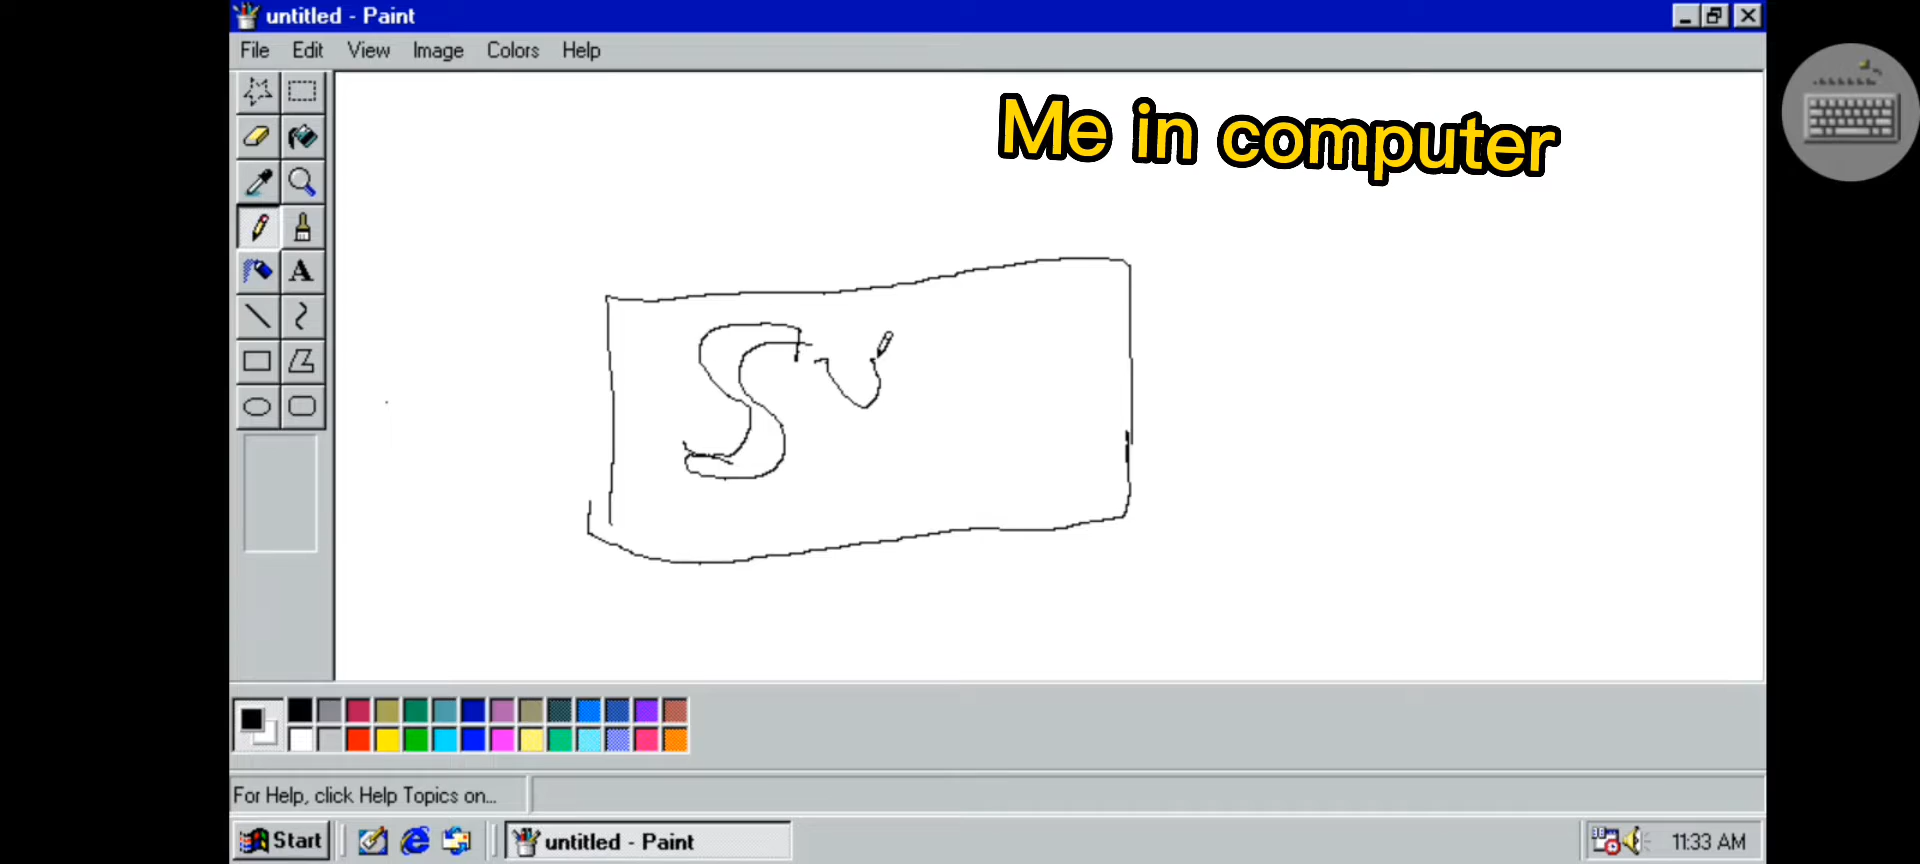 untitled - Paint
File Edit View Image Colors Help
Me in computer
A
S
For Help, click Help Topics on...
Start
untitled - Paint
11:33 AM